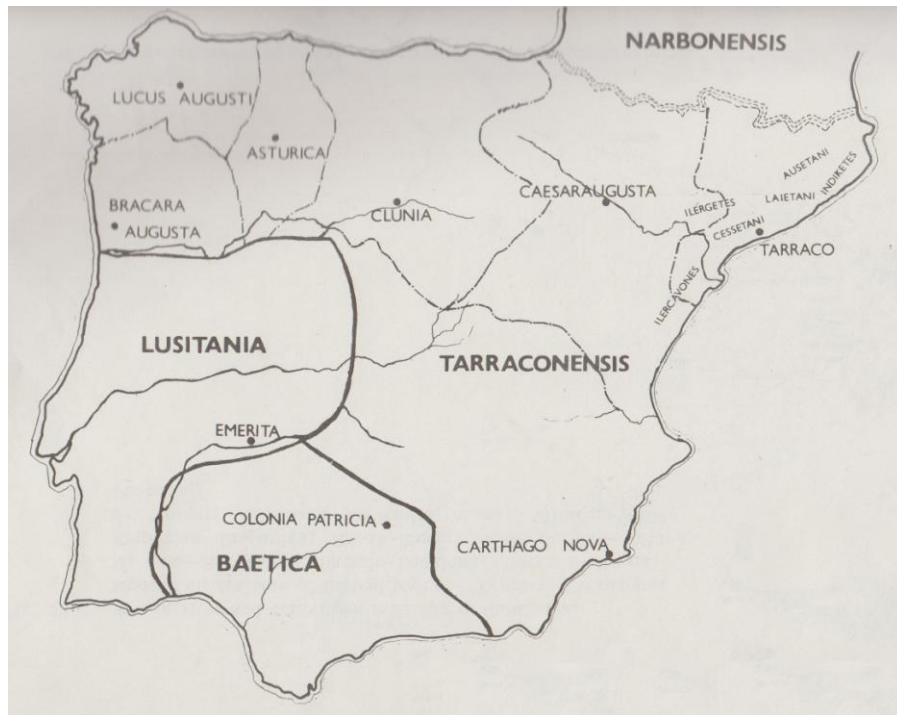 NARBONENSIS
LUCUS AUGUSTI
ASTURICA
BRACARA
AUGUSTA
CLUNIA
CAESARAUGUSTA
AUSETANI
INDIKETES
LAIETANI
ILERGETES
CESSETANI
TARRACO
ILERCAVONES
LUSITANIA
TARRACONENSIS
EMERITA
COLONIA PATRICIA
BAETICA
CARTHAGO NOVA